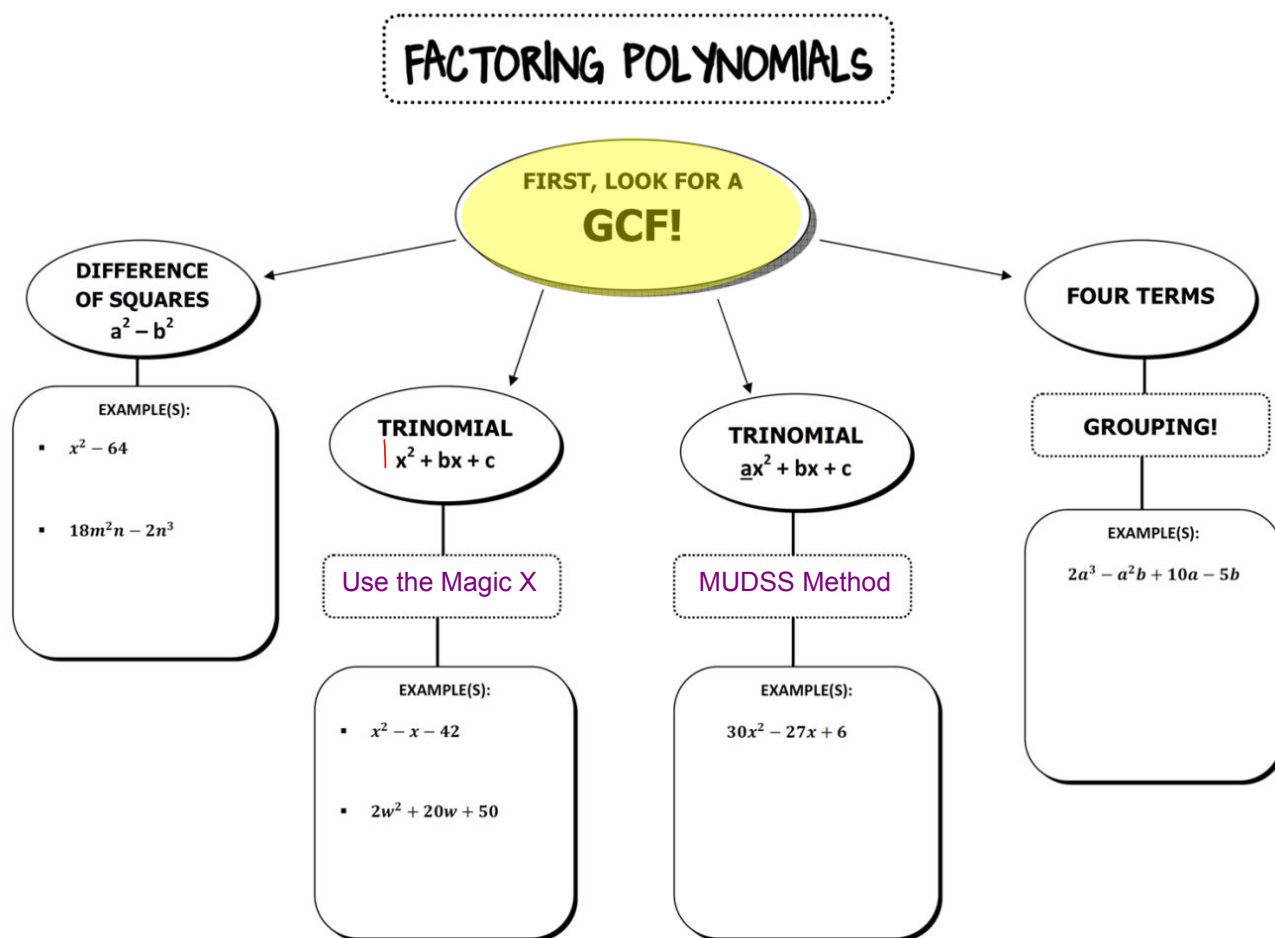 FACTORING POLYNOMIALS
FIRST, LOOK FOR A
GCF!
DIFFERENCE
OF SQUARES
a² – b²
EXAMPLE(S):
▪ x² − 64
▪ 18m²n − 2n³
TRINOMIAL
x² + bx + c
Use the Magic X
EXAMPLE(S):
▪ x² − x − 42
▪ 2w² + 20w + 50
TRINOMIAL
ax² + bx + c
MUDSS Method
EXAMPLE(S):
30x² − 27x + 6
FOUR TERMS
GROUPING!
EXAMPLE(S):
2a³ − a²b + 10a − 5b